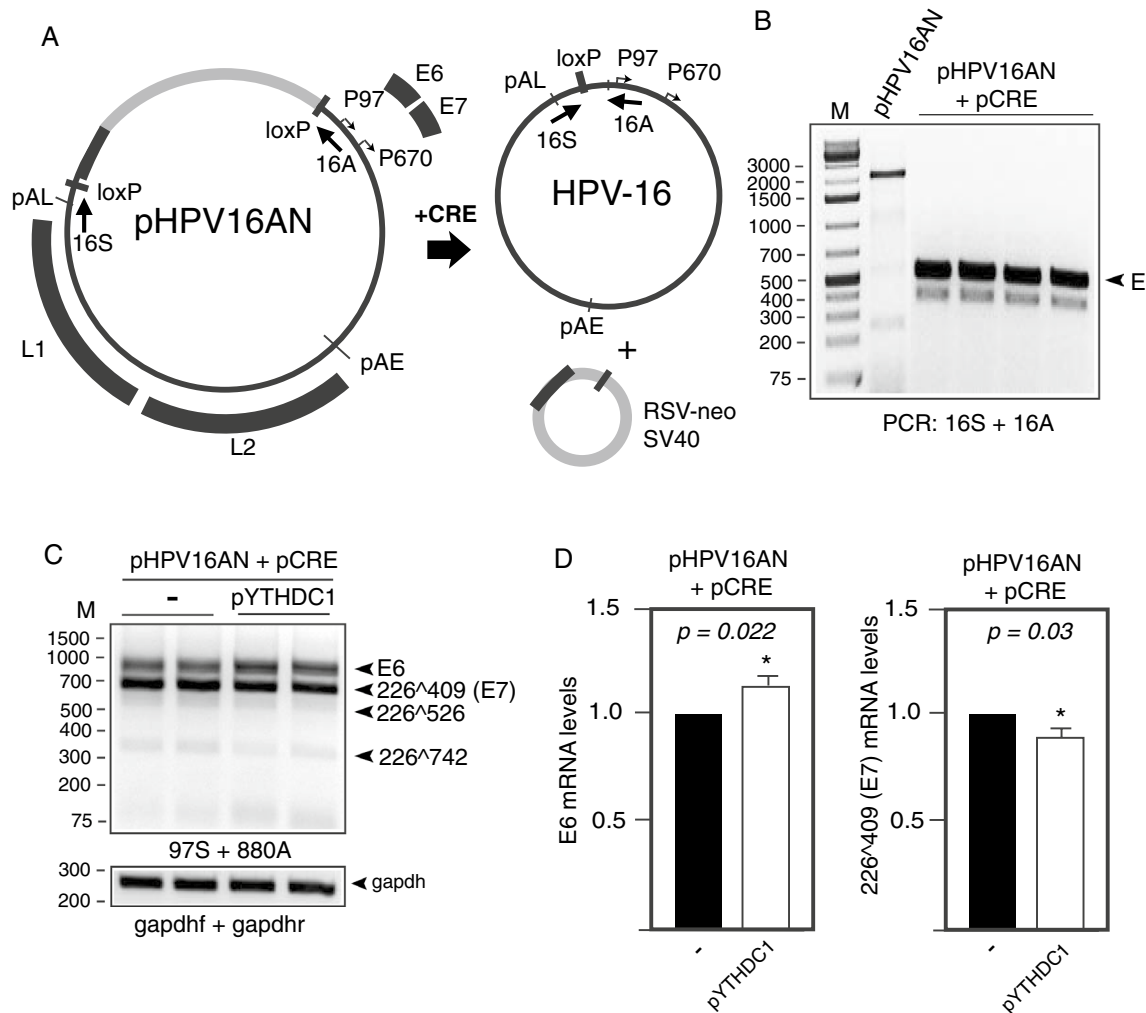 A
loxP
P97
E6
E7
P670
16A
loxP
pAL
16S
pHPV16AN
L1
L2
pAE
+CRE
loxP
P97
pAL
P670
16S
16A
HPV-16
pAE
+
RSV-neo
SV40
B
pHPV16AN
pHPV16AN
+ pCRE
M
3000
2000
1500
1000
700
500
400
300
200
75
E
PCR: 16S + 16A
C
pHPV16AN + pCRE
- pYTHDC1
M
1500
1000
700
500
400
300
200
75
E6
226^409 (E7)
226^526
226^742
97S + 880A
300
200
gapdh
gapdhf + gapdhr
D
pHPV16AN
+ pCRE
1.5
1.0
0.5
E6 mRNA levels
p = 0.022
*
-
pYTHDC1
pHPV16AN
+ pCRE
1.5
1.0
0.5
226^409 (E7) mRNA levels
p = 0.03
*
-
pYTHDC1